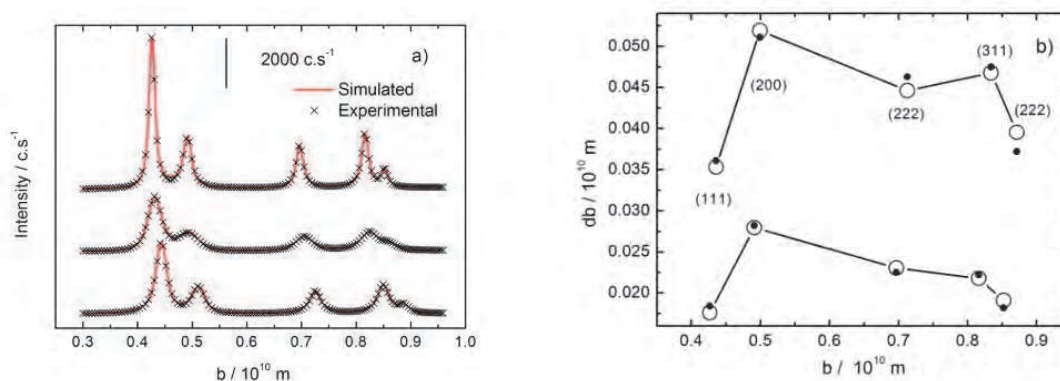 a)
2000 c.s⁻¹
Simulated
Experimental
Intensity / c.s⁻¹
0.3 0.4 0.5 0.6 0.7 0.8 0.9 1.0
b / 10¹⁰ m
b)
0.050
0.045
0.040
0.035
0.030
0.025
0.020
db / 10¹⁰ m
(311)
(200)
(222)
(222)
(111)
0.4 0.5 0.6 0.7 0.8 0.9
b / 10¹⁰ m